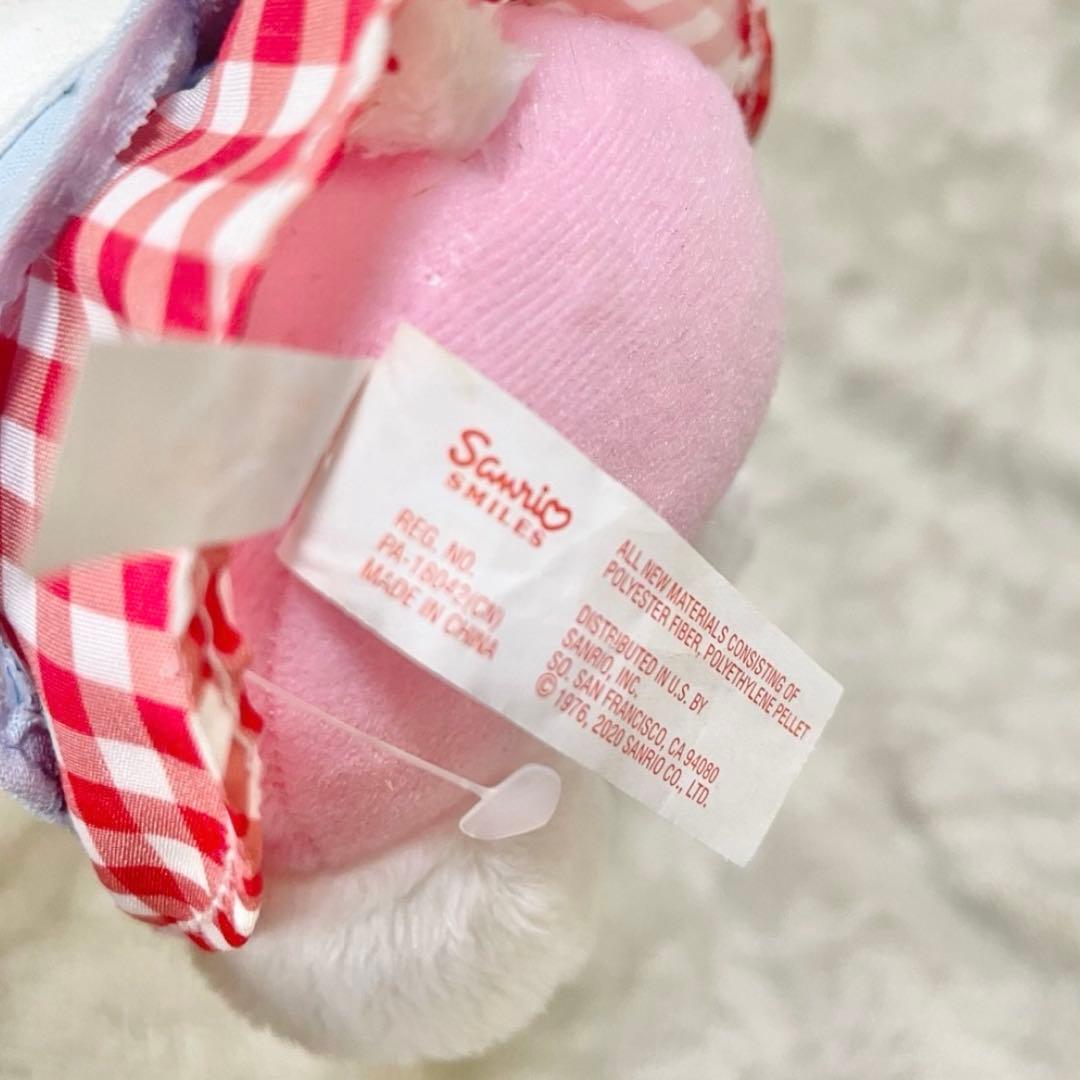 Sanrio
SMILES
REG. NO.
PA-18042(CN)
MADE IN CHINA
ALL NEW MATERIALS CONSISTING OF
POLYESTER FIBER, POLYETHYLENE PELLET
DISTRIBUTED IN U.S. BY
SANRIO, INC.
SO. SAN FRANCISCO, CA 94080
© 1976, 2020 SANRIO CO., LTD.